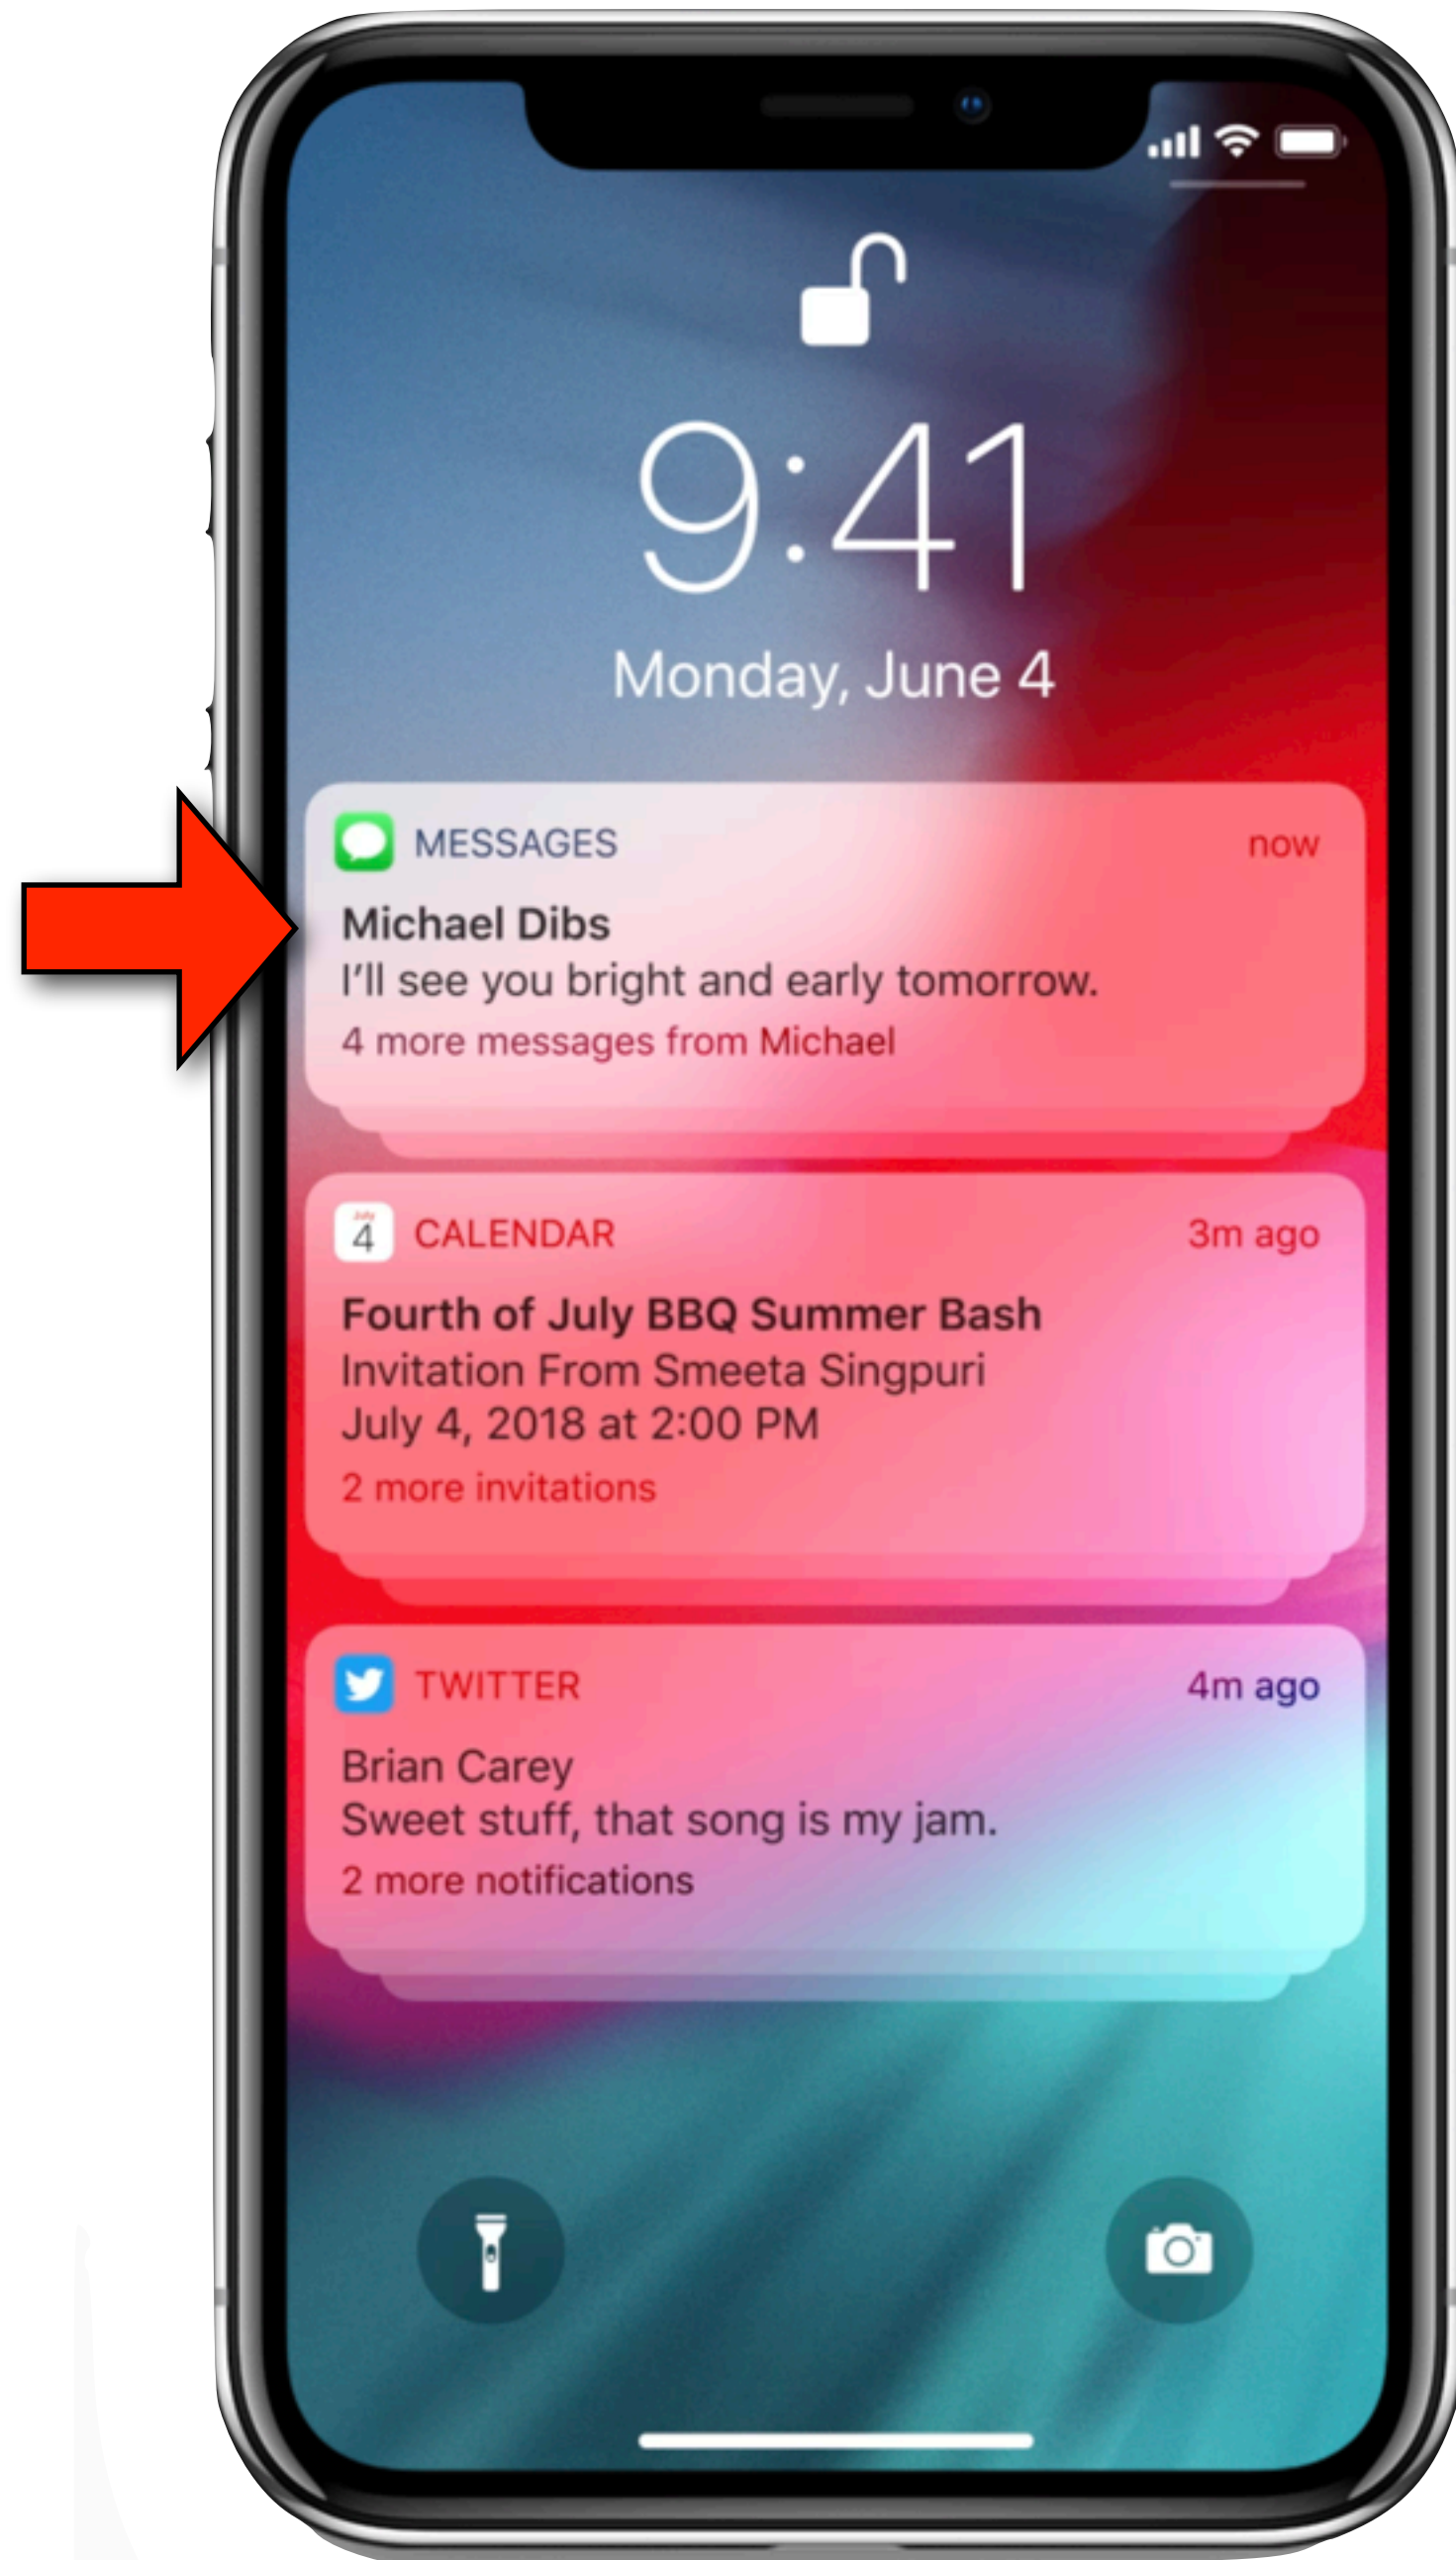 9:41
Monday, June 4
MESSAGES
now
Michael Dibs
I'll see you bright and early tomorrow.
4 more messages from Michael
July
4
CALENDAR
3m ago
Fourth of July BBQ Summer Bash
Invitation From Smeeta Singpuri
July 4, 2018 at 2:00 PM
2 more invitations
TWITTER
4m ago
Brian Carey
Sweet stuff, that song is my jam.
2 more notifications